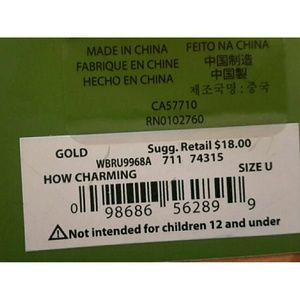 MADE IN CHINA FEITO NA CHINA
FABRIQUE EN CHINE 中国制造
HECHO EN CHINA 中国製
제조국명: 중국
CA57710
RN0102760
GOLD Sugg. Retail $18.00
WBRU9968A 711 74315
HOW CHARMING SIZE U
0 98686 56289 9
⚠Not intended for children 12 and under